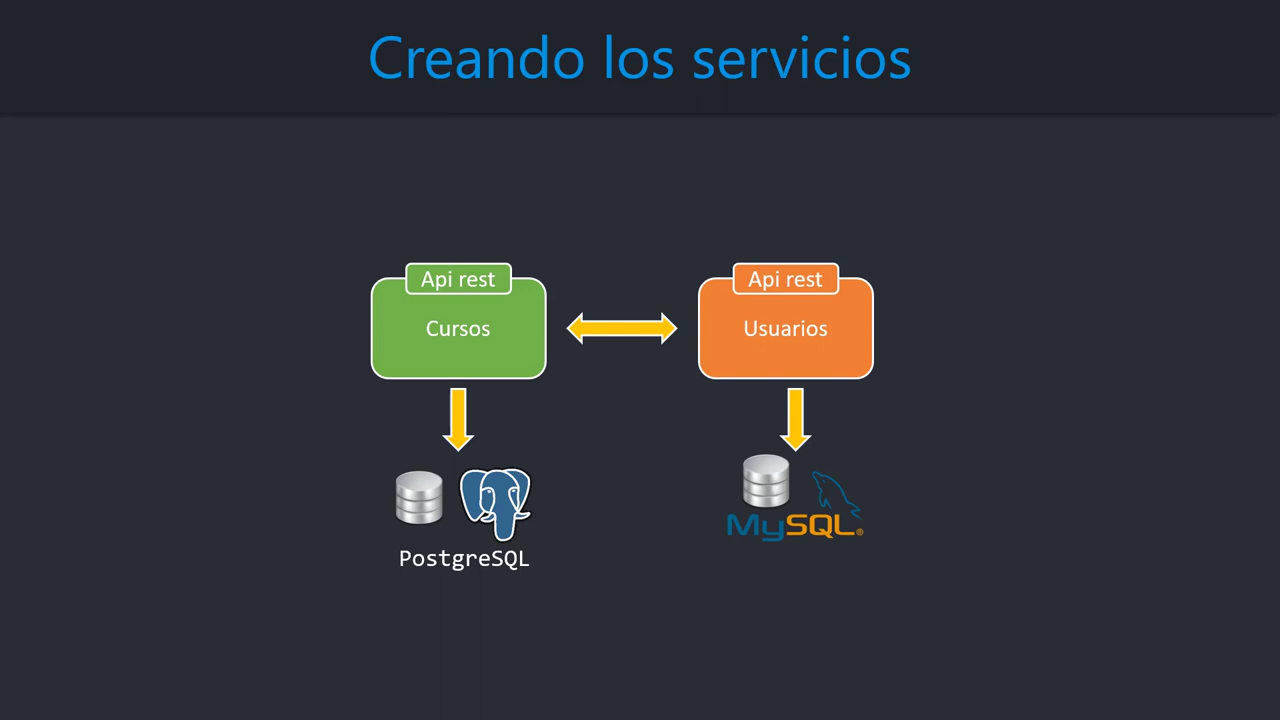 Creando los servicios
Api rest
Cursos
Api rest
Usuarios
PostgreSQL
MySQL®